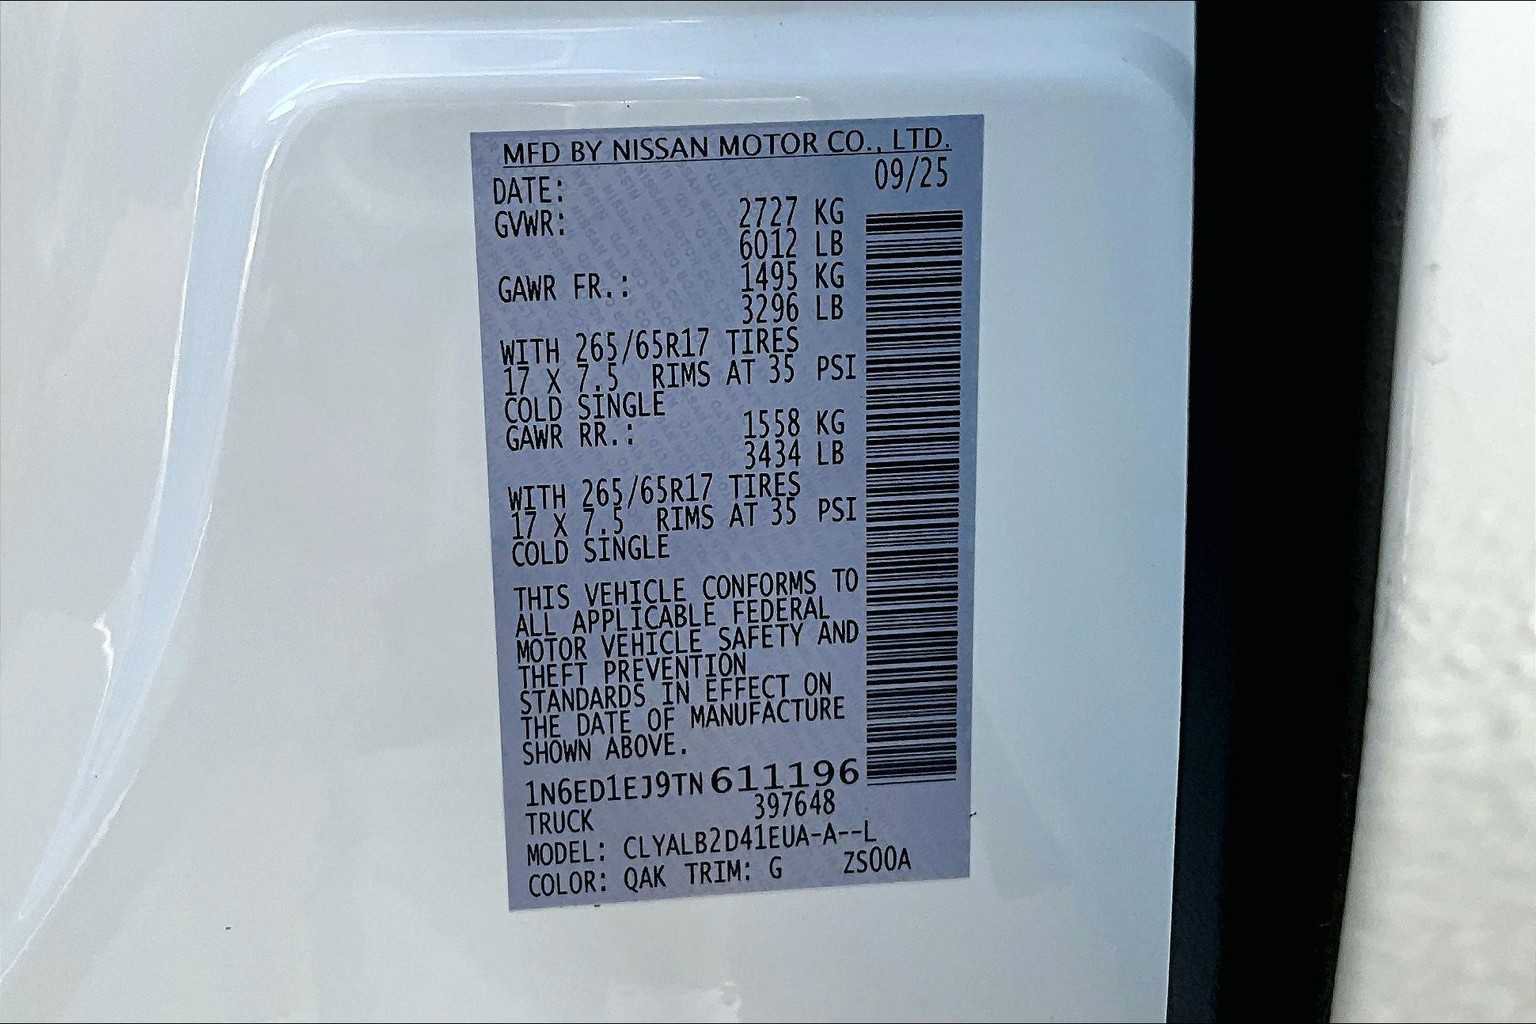 MFD BY NISSAN MOTOR CO., LTD.
DATE: 09/25
GVWR: 2727 KG
6012 LB
GAWR FR.: 1495 KG
3296 LB
WITH 265/65R17 TIRES
17 X 7.5 RIMS AT 35 PSI
COLD SINGLE
GAWR RR.: 1558 KG
3434 LB
WITH 265/65R17 TIRES
17 X 7.5 RIMS AT 35 PSI
COLD SINGLE
THIS VEHICLE CONFORMS TO
ALL APPLICABLE FEDERAL
MOTOR VEHICLE SAFETY AND
THEFT PREVENTION
STANDARDS IN EFFECT ON
THE DATE OF MANUFACTURE
SHOWN ABOVE.
1N6ED1EJ9TN611196
TRUCK 397648
MODEL: CLYALB2D41EUA-A--L
COLOR: QAK TRIM: G ZS00A